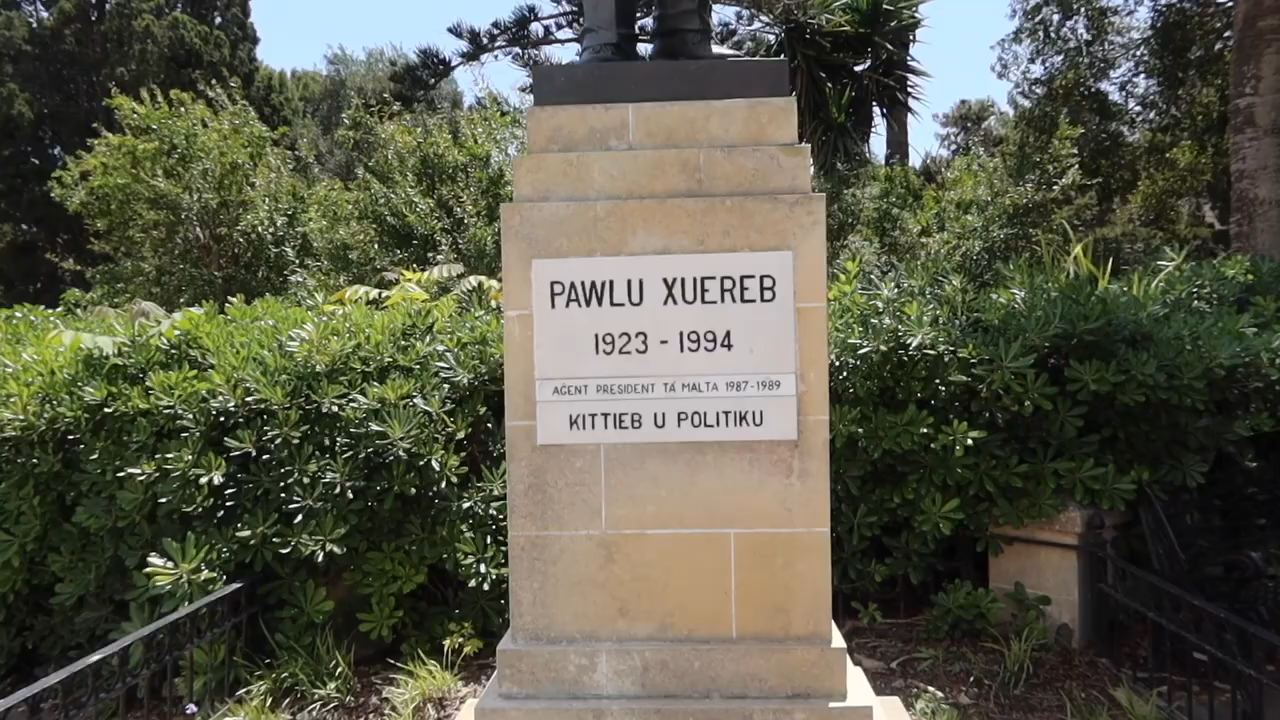 PAWLU XUEREB
1923 - 1994
AĠENT PRESIDENT TA' MALTA 1987-1989
KITTIEB U POLITIKU